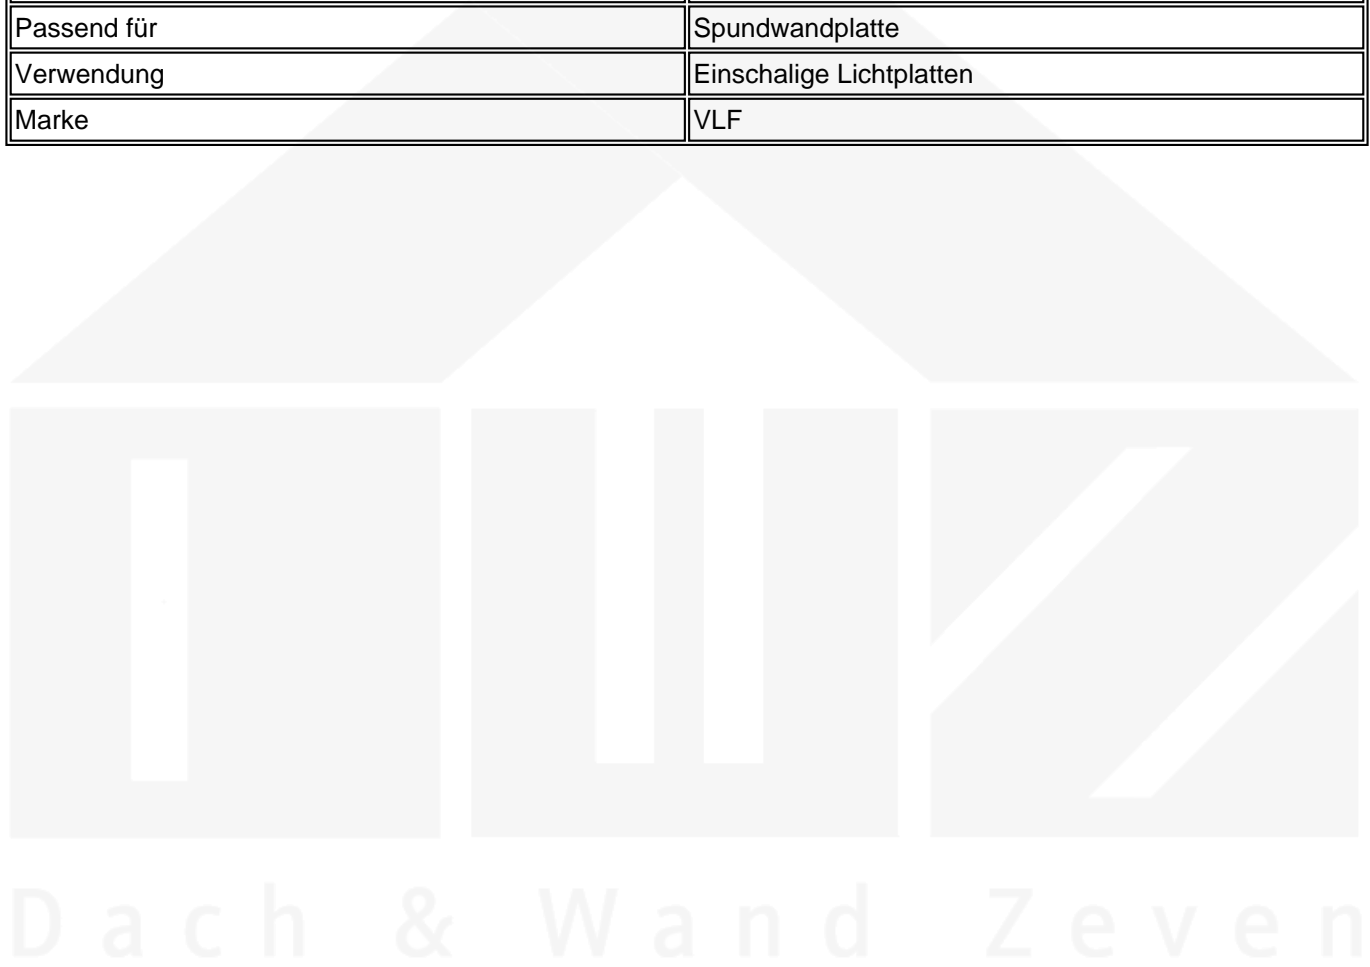 Passend für Spundwandplatte
Verwendung Einschalige Lichtplatten
Marke VLF
Dach & Wand Zeven